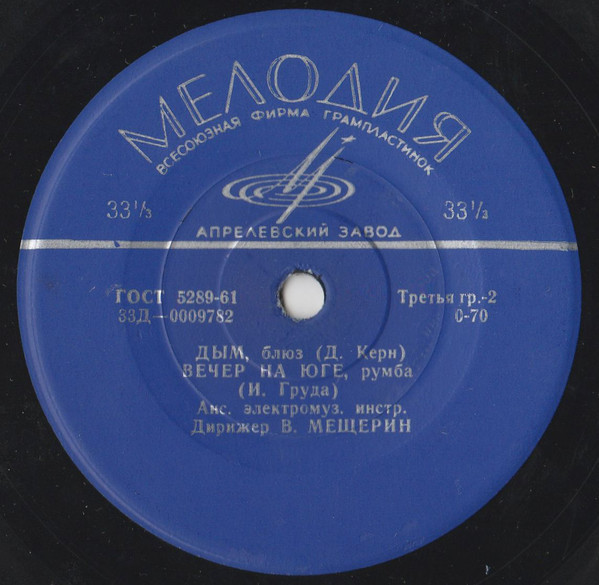 МЕЛОДИЯ
ВСЕСОЮЗНАЯ ФИРМА ГРАМПЛАСТИНОК
33⅓ 33⅓
АПРЕЛЕВСКИЙ ЗАВОД
ГОСТ 5289-61 Третья гр.-2
33Д—0009782 0-70
ДЫМ, блюз (Д. Керн)
ВЕЧЕР НА ЮГЕ, румба
(И. Груда)
Анс. электромуз. инстр.
Дирижер В. МЕЩЕРИН